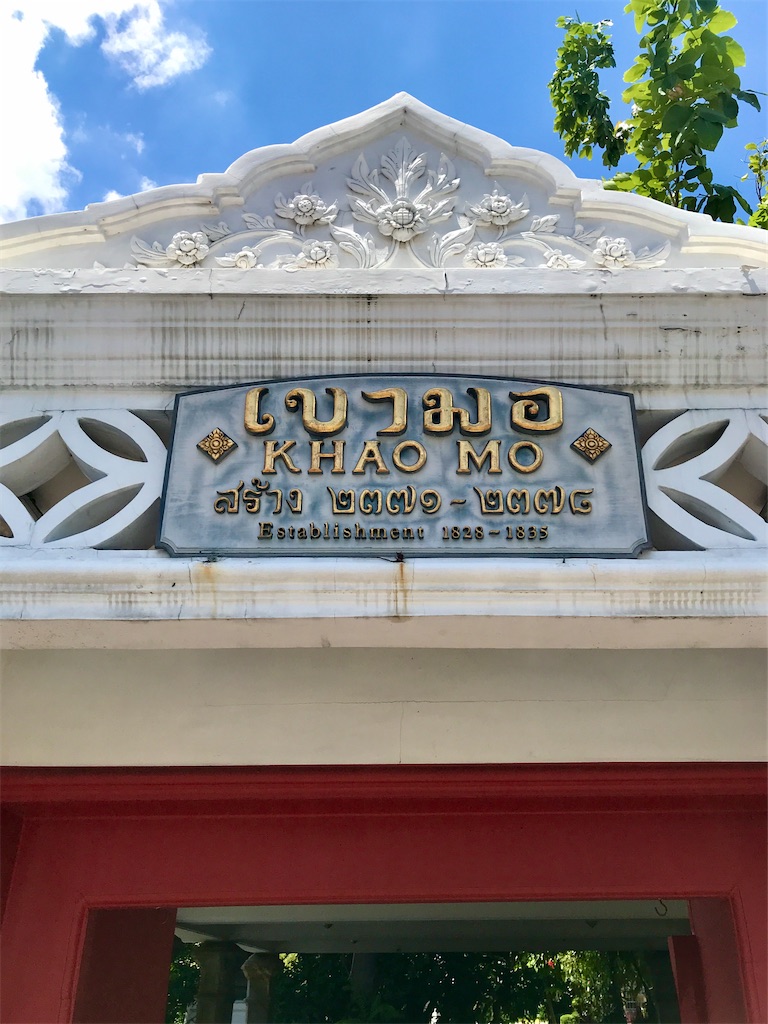 เขามอ
KHAO MO
สร้าง ๒๓๗๑ ~ ๒๓๗๘
Establishment 1828 ~ 1835